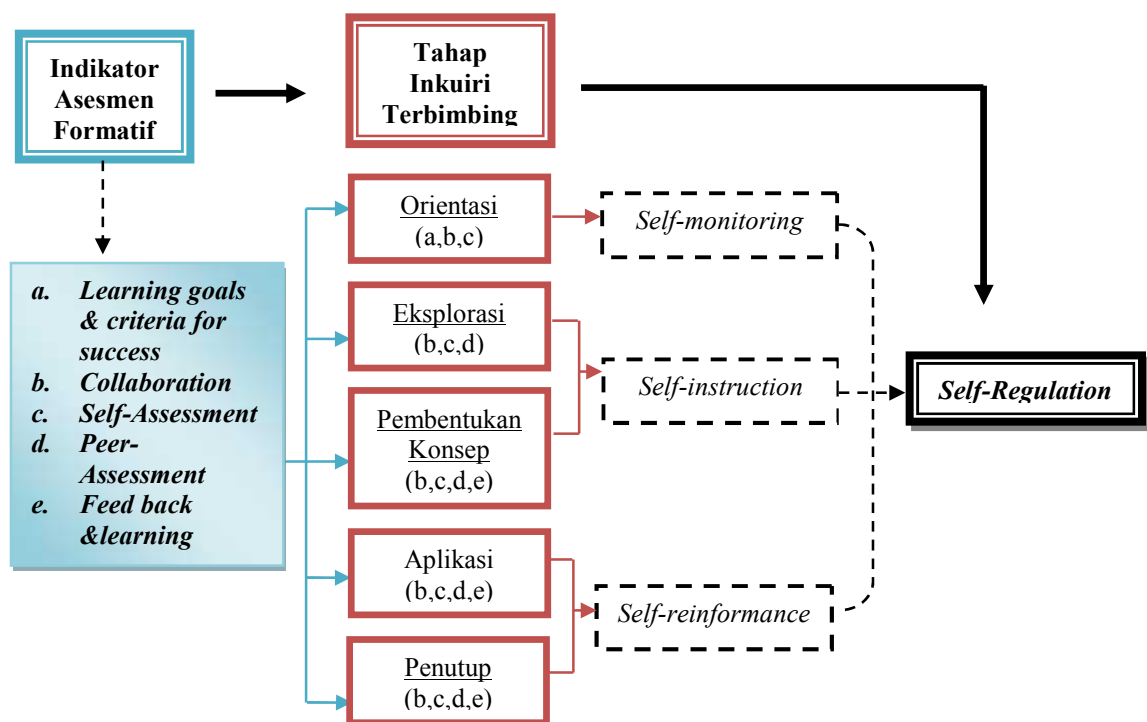 Indikator
Asesmen
Formatif
Tahap
Inkuiri
Terbimbing
a. Learning goals
& criteria for
success
b. Collaboration
c. Self-Assessment
d. Peer-
Assessment
e. Feed back
&learning
Orientasi
(a,b,c)
Eksplorasi
(b,c,d)
Pembentukan
Konsep
(b,c,d,e)
Aplikasi
(b,c,d,e)
Penutup
(b,c,d,e)
Self-monitoring
Self-instruction
Self-reinformance
Self-Regulation